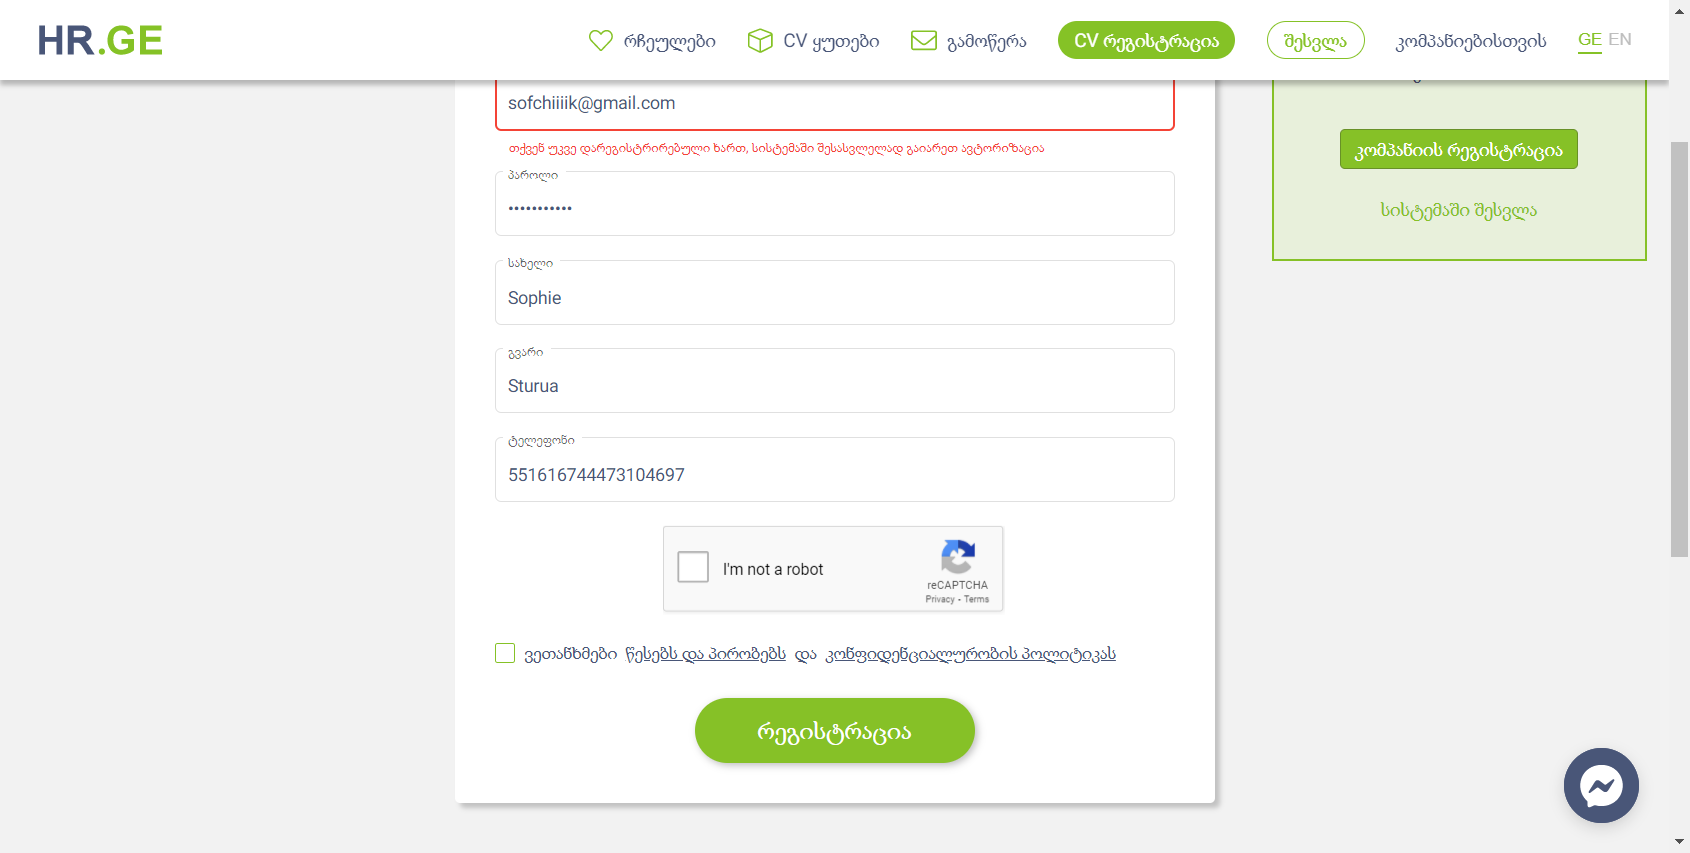 HR.GE
რჩეულები
CV ყუთები
გამოწერა
CV რეგისტრაცია
შესვლა
კომპანიებისთვის
GE EN
sofchiiiik@gmail.com
თქვენ უკვე დარეგისტრირებული ხართ, სისტემაში შესასვლელად გაიარეთ ავტორიზაცია
პაროლი
•••••••••••
სახელი
Sophie
გვარი
Sturua
ტელეფონი
551616744473104697
I'm not a robot
reCAPTCHA
Privacy - Terms
ვეთანხმები წესებს და პირობებს და კონფიდენციალურობის პოლიტიკას
რეგისტრაცია
კომპანიის რეგისტრაცია
სისტემაში შესვლა